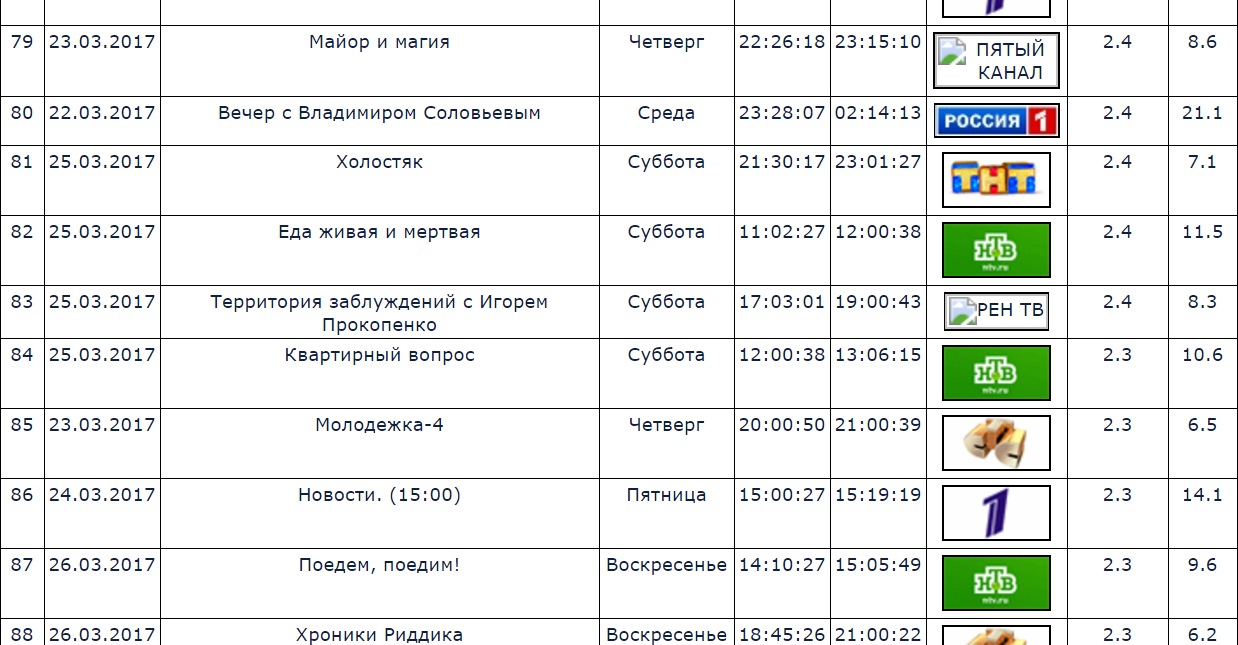 79 23.03.2017 Майор и магия Четверг 22:26:18 23:15:10 ПЯТЫЙ КАНАЛ 2.4 8.6
80 22.03.2017 Вечер с Владимиром Соловьевым Среда 23:28:07 02:14:13 РОССИЯ 1 2.4 21.1
81 25.03.2017 Холостяк Суббота 21:30:17 23:01:27 ТНТ 2.4 7.1
82 25.03.2017 Еда живая и мертвая Суббота 11:02:27 12:00:38 НТВ ntv.ru 2.4 11.5
83 25.03.2017 Территория заблуждений с Игорем Прокопенко Суббота 17:03:01 19:00:43 РЕН ТВ 2.4 8.3
84 25.03.2017 Квартирный вопрос Суббота 12:00:38 13:06:15 НТВ ntv.ru 2.3 10.6
85 23.03.2017 Молодежка-4 Четверг 20:00:50 21:00:39 2.3 6.5
86 24.03.2017 Новости. (15:00) Пятница 15:00:27 15:19:19 1 2.3 14.1
87 26.03.2017 Поедем, поедим! Воскресенье 14:10:27 15:05:49 НТВ ntv.ru 2.3 9.6
88 26.03.2017 Хроники Риддика Воскресенье 18:45:26 21:00:22 2.3 6.2